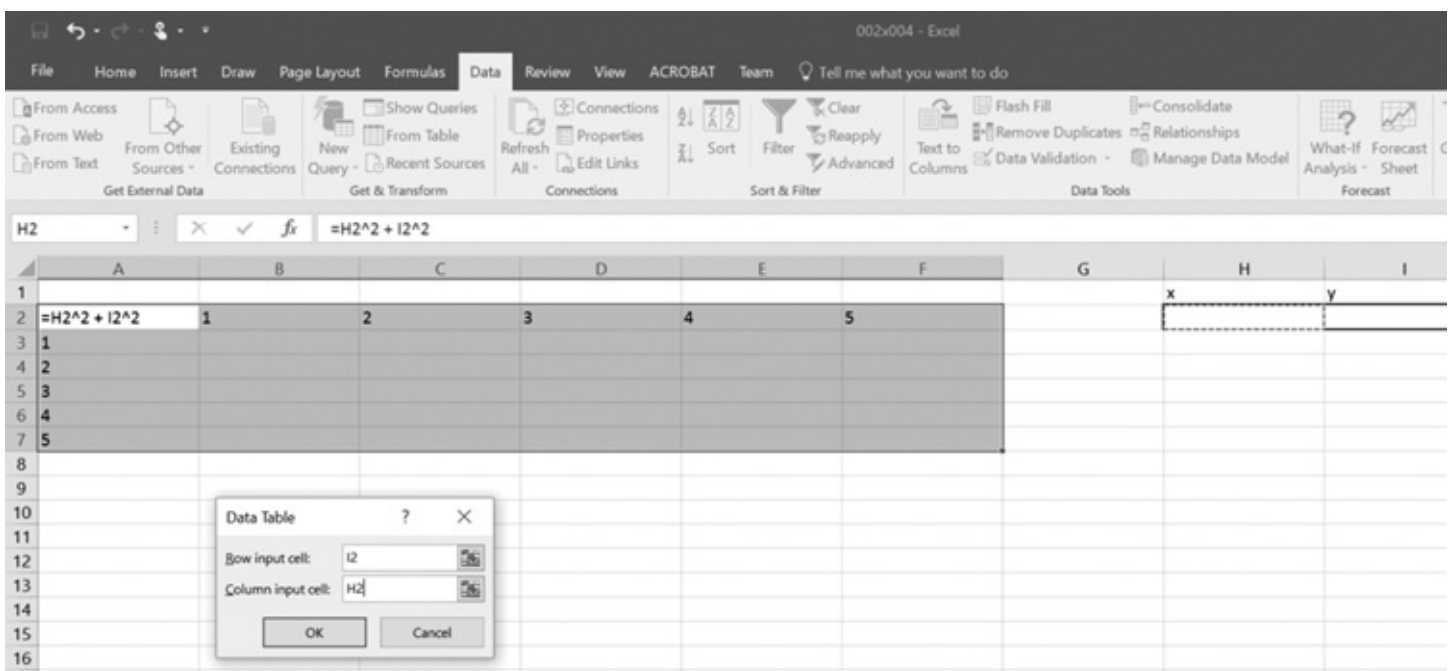 002x004 - Excel
File Home Insert Draw Page Layout Formulas Data Review View ACROBAT Team Tell me what you want to do
From Access
From Web
From Text
From Other
Sources
Get External Data
Existing
Connections
New
Query
Show Queries
From Table
Recent Sources
Get & Transform
Refresh
All
Connections
Properties
Edit Links
Connections
A Z
Z A
Z A
A Z
Sort
Filter
Clear
Reapply
Advanced
Sort & Filter
Text to
Columns
Flash Fill
Remove Duplicates
Data Validation
Consolidate
Relationships
Manage Data Model
Data Tools
What-If
Analysis
Forecast
Sheet
Forecast
H2 fx =H2^2 + I2^2
A B C D E F G H I
1 x y
2 =H2^2 + I2^2 1 2 3 4 5
3 1
4 2
5 3
6 4
7 5
8
9
10
11
12
13
14
15
16
Data Table ? ×
Row input cell: I2
Column input cell: H2
OK Cancel